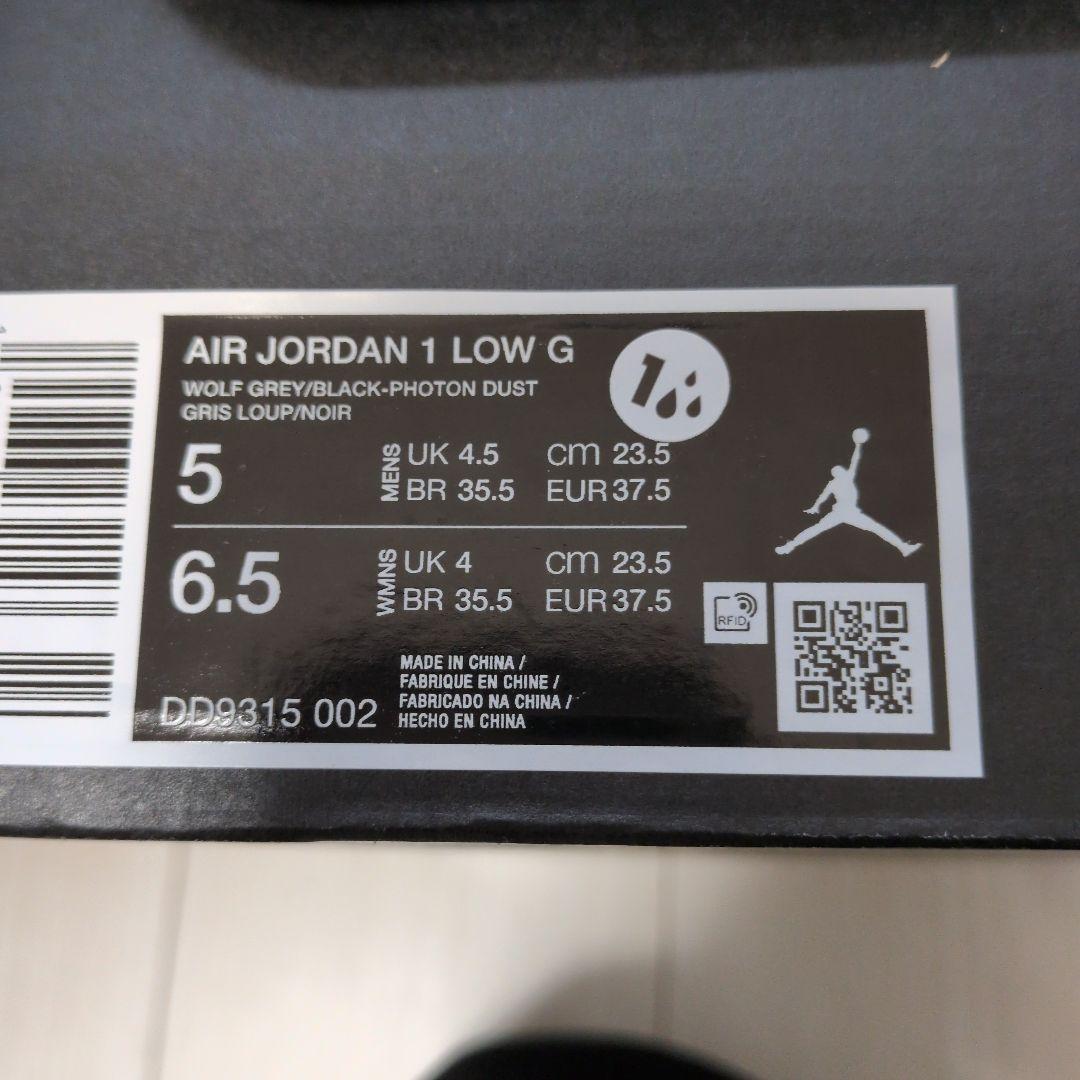 AIR JORDAN 1 LOW G
1
WOLF GREY/BLACK-PHOTON DUST
GRIS LOUP/NOIR
5 MENS UK 4.5 cm 23.5
BR 35.5 EUR 37.5
6.5 WMNS UK 4 cm 23.5
BR 35.5 EUR 37.5
RFID
MADE IN CHINA /
FABRIQUE EN CHINE /
FABRICADO NA CHINA /
HECHO EN CHINA
DD9315 002